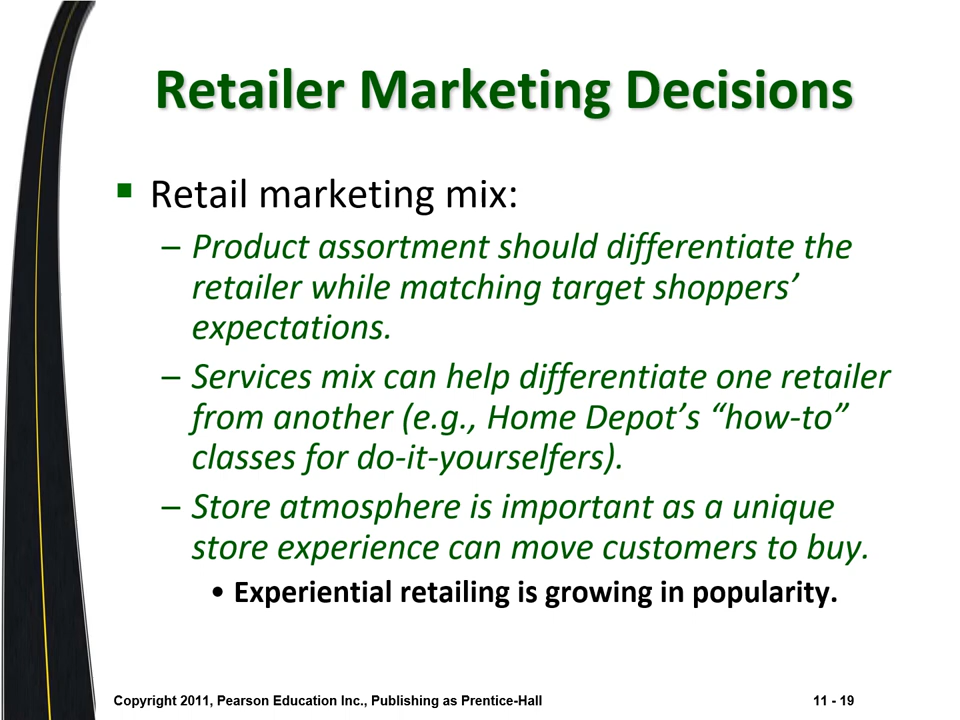 Retailer Marketing Decisions
▪ Retail marketing mix:
– Product assortment should differentiate the
retailer while matching target shoppers’
expectations.
– Services mix can help differentiate one retailer
from another (e.g., Home Depot’s “how-to”
classes for do-it-yourselfers).
– Store atmosphere is important as a unique
store experience can move customers to buy.
• Experiential retailing is growing in popularity.
Copyright 2011, Pearson Education Inc., Publishing as Prentice-Hall 11 - 19